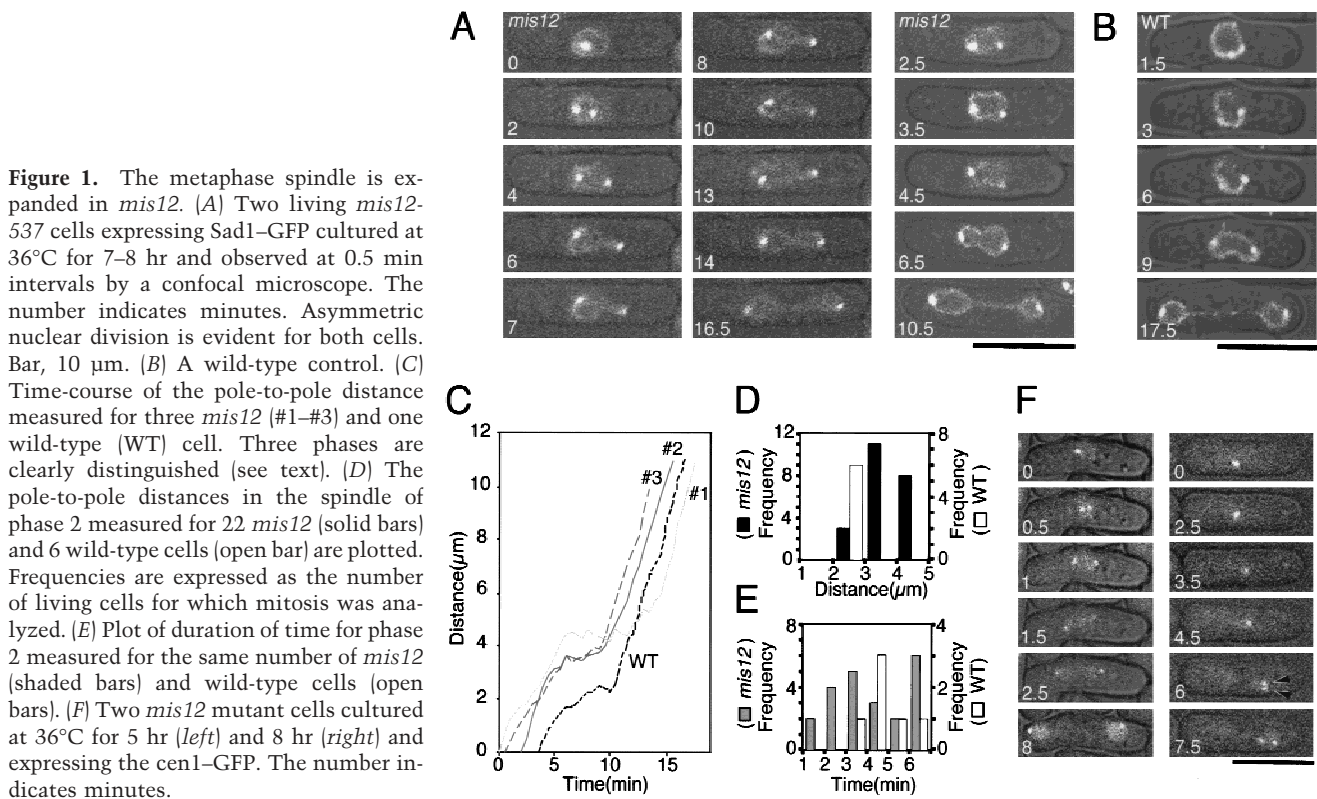 Figure 1. The metaphase spindle is ex-
panded in mis12. (A) Two living mis12-
537 cells expressing Sad1–GFP cultured at
36°C for 7–8 hr and observed at 0.5 min
intervals by a confocal microscope. The
number indicates minutes. Asymmetric
nuclear division is evident for both cells.
Bar, 10 µm. (B) A wild-type control. (C)
Time-course of the pole-to-pole distance
measured for three mis12 (#1–#3) and one
wild-type (WT) cell. Three phases are
clearly distinguished (see text). (D) The
pole-to-pole distances in the spindle of
phase 2 measured for 22 mis12 (solid bars)
and 6 wild-type cells (open bar) are plotted.
Frequencies are expressed as the number
of living cells for which mitosis was ana-
lyzed. (E) Plot of duration of time for phase
2 measured for the same number of mis12
(shaded bars) and wild-type cells (open
bars). (F) Two mis12 mutant cells cultured
at 36°C for 5 hr (left) and 8 hr (right) and
expressing the cen1–GFP. The number in-
dicates minutes.
A
mis12
0
2
4
6
7
8
10
13
14
16.5
mis12
2.5
3.5
4.5
6.5
10.5
B
WT
1.5
3
6
9
17.5
C
Distance(µm)
12
10
8
6
4
2
0
#2
#3
#1
WT
0 5 10 15
Time(min)
D
(mis12)
Frequency
12
9
6
3
0
8
6
4
2
0
Frequency
(WT)
1 2 3 4 5
Distance(µm)
E
(mis12)
Frequency
8
4
2
0
4
2
0
Frequency
(WT)
1 2 3 4 5 6
Time(min)
F
0
0.5
1
1.5
2.5
8
0
2.5
3.5
4.5
6
7.5